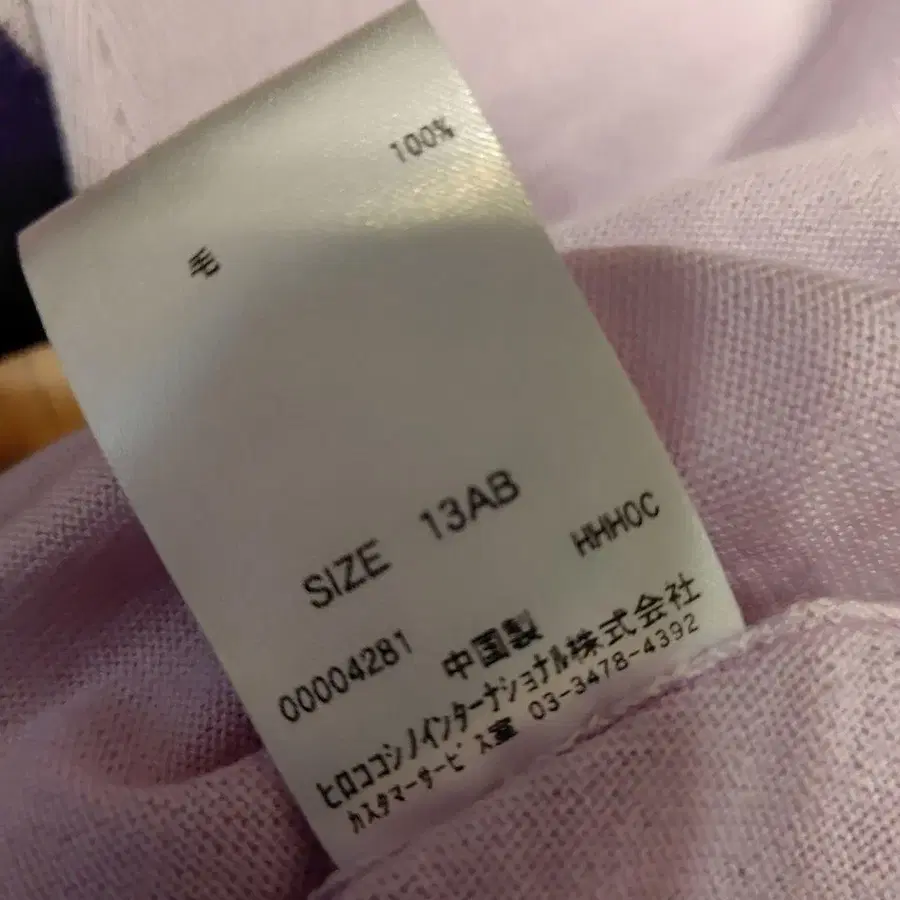 毛 100%
SIZE 13AB
HHHOC
00004281 中国製
ヒロココシノインターナショナル株式会社
カスタマーサービス室 03-3478-4392